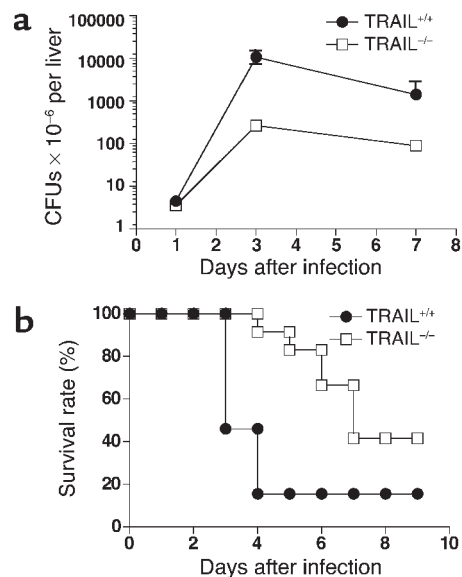 a
TRAIL+/+
TRAIL−/−
CFUs × 10−6 per liver
100000
10000
1000
100
10
1
0 1 2 3 4 5 6 7 8
Days after infection
b
TRAIL+/+
TRAIL−/−
Survival rate (%)
100
80
60
40
20
0
0 2 4 6 8 10
Days after infection